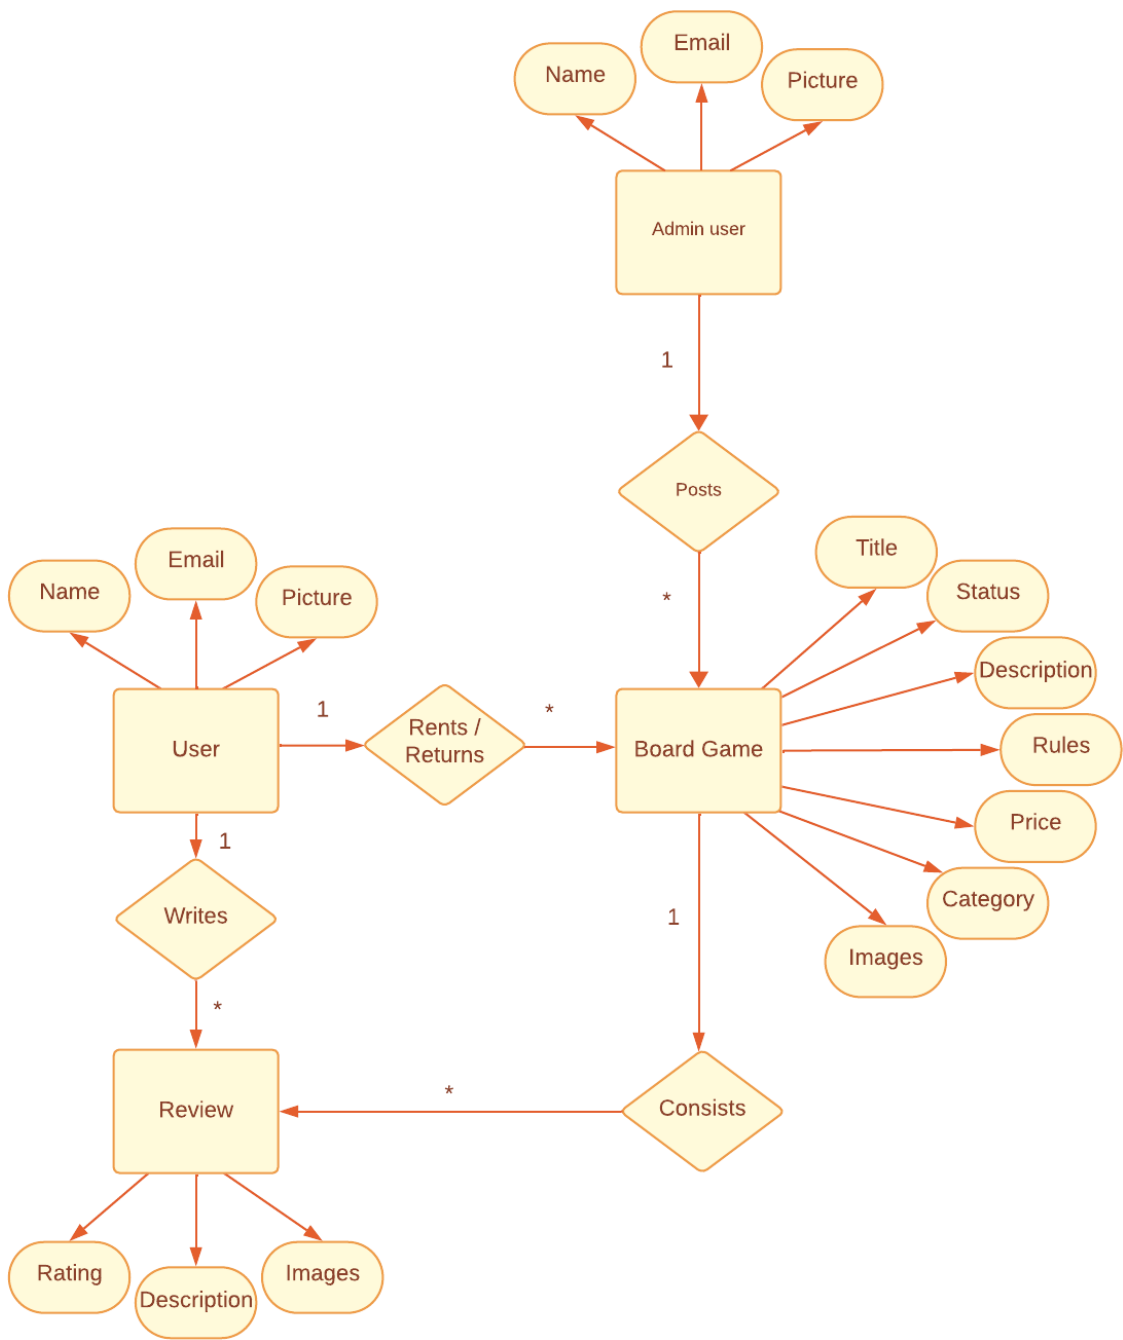 Email
Name
Picture
Admin user
1
Posts
*
Title
Email
Status
Name
Picture
Description
1
*
Rents /
Returns
User
Board Game
Rules
Price
1
Category
Writes
1
Images
*
*
Review
Consists
Rating
Description
Images